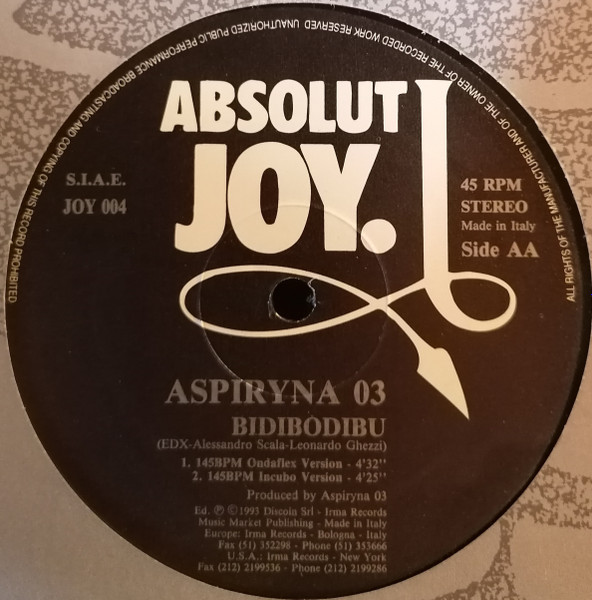 ALL RIGHTS OF THE MANUFACTURER AND OF THE OWNER OF THE RECORDED WORK RESERVED UNAUTHORIZED PUBLIC PERFORMANCE BROADCASTING AND COPYING OF THIS RECORD PROHIBITED
ABSOLUT
JOY.
S.I.A.E.
JOY 004
45 RPM
STEREO
Made in Italy
Side AA
ASPIRYNA 03
BIDIBODIBU
(EDX-Alessandro Scala-Leonardo Ghezzi)
1. 145BPM Ondaflex Version - 4'32''
2. 145BPM Incubo Version - 4'25''
Produced by Aspiryna 03
Ed. ℗ ©1993 Discoin Srl - Irma Records
Music Market Publishing - Made in Italy
Europe: Irma Records - Bologna - Italy
Fax (51) 352298 - Phone (51) 353666
U.S.A.: Irma Records - New York
Fax (212) 2199536 - Phone (212) 2199286